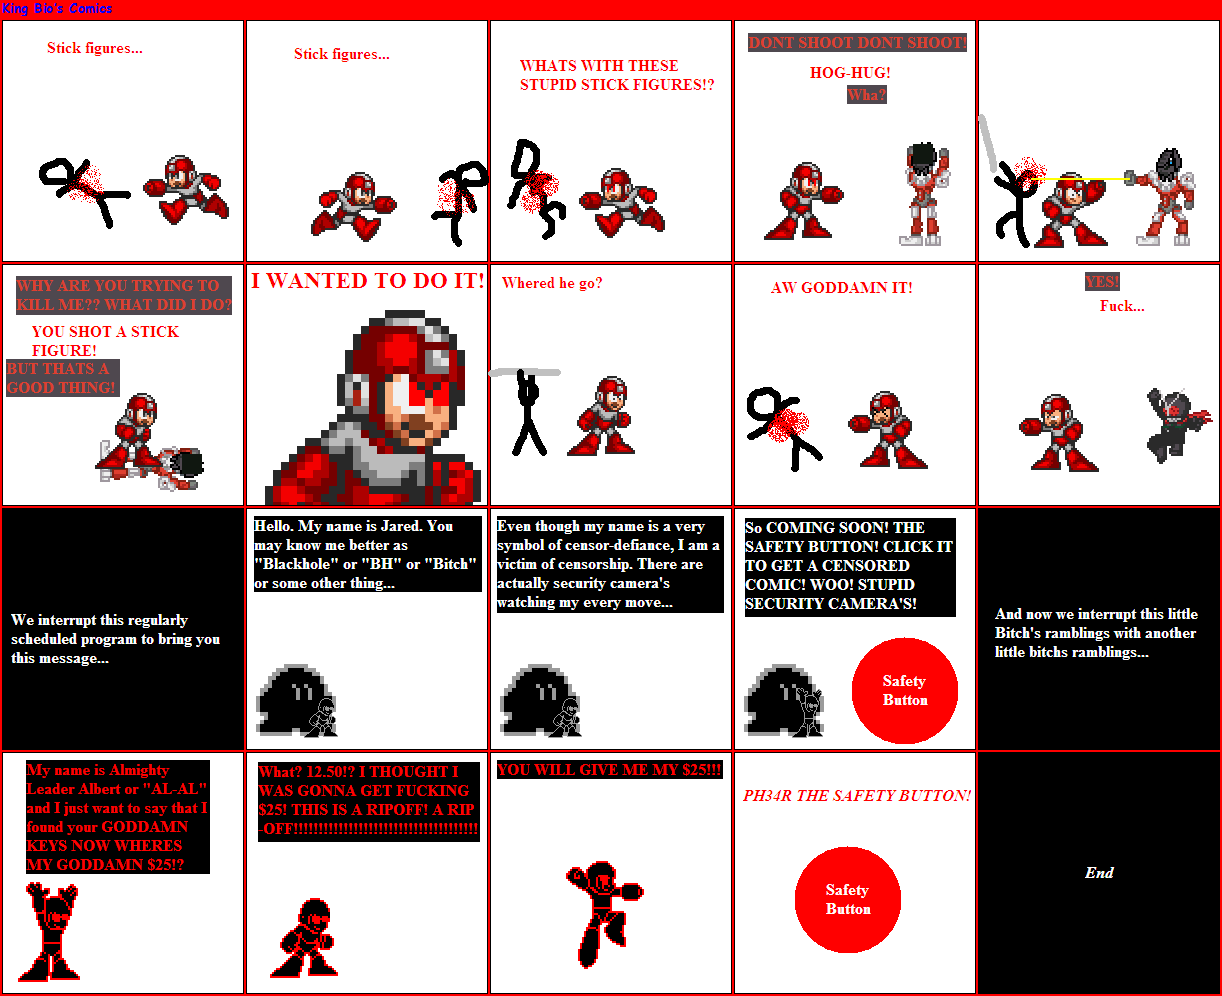 King Bio's Comics
Stick figures...
Stick figures...
WHATS WITH THESE
STUPID STICK FIGURES!?
DONT SHOOT DONT SHOOT!
HOG-HUG!
Wha?
WHY ARE YOU TRYING TO
KILL ME?? WHAT DID I DO?
YOU SHOT A STICK
FIGURE!
BUT THATS A
GOOD THING!
I WANTED TO DO IT!
Whered he go?
AW GODDAMN IT!
YES!
Fuck...
We interrupt this regularly
scheduled program to bring you
this message...
Hello. My name is Jared. You
may know me better as
"Blackhole" or "BH" or "Bitch"
or some other thing...
Even though my name is a very
symbol of censor-defiance, I am a
victim of censorship. There are
actually security camera's
watching my every move...
So COMING SOON! THE
SAFETY BUTTON! CLICK IT
TO GET A CENSORED
COMIC! WOO! STUPID
SECURITY CAMERA'S!
Safety
Button
And now we interrupt this little
Bitch's ramblings with another
little bitchs ramblings...
My name is Almighty
Leader Albert or "AL-AL"
and I just want to say that I
found your GODDAMN
KEYS NOW WHERES
MY GODDAMN $25!?
What? 12.50!? I THOUGHT I
WAS GONNA GET FUCKING
$25! THIS IS A RIPOFF! A RIP
-OFF!!!!!!!!!!!!!!!!!!!!!!!!!!!!!!!!!!!!!
YOU WILL GIVE ME MY $25!!!
PH34R THE SAFETY BUTTON!
Safety
Button
End